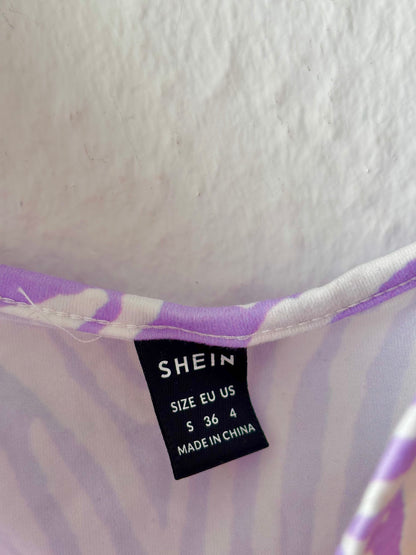 SHEIN
SIZE EU US
S 36 4
MADE IN CHINA